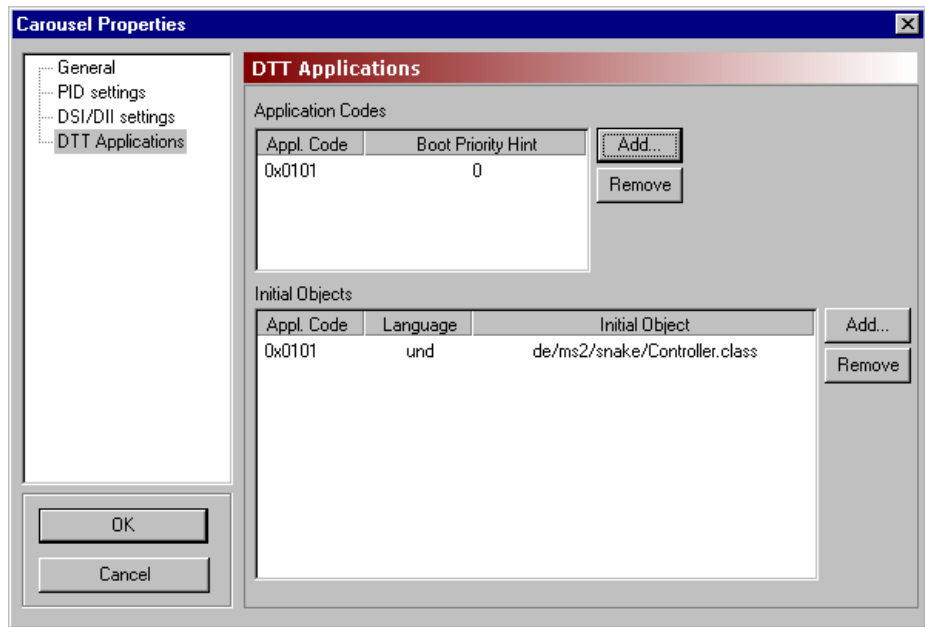 Carousel Properties
General
PID settings
DSI/DII settings
DTT Applications
OK
Cancel
DTT Applications
Application Codes
Appl. Code Boot Priority Hint
0x0101 0
Add...
Remove
Initial Objects
Appl. Code Language Initial Object
0x0101 und de/ms2/snake/Controller.class
Add...
Remove